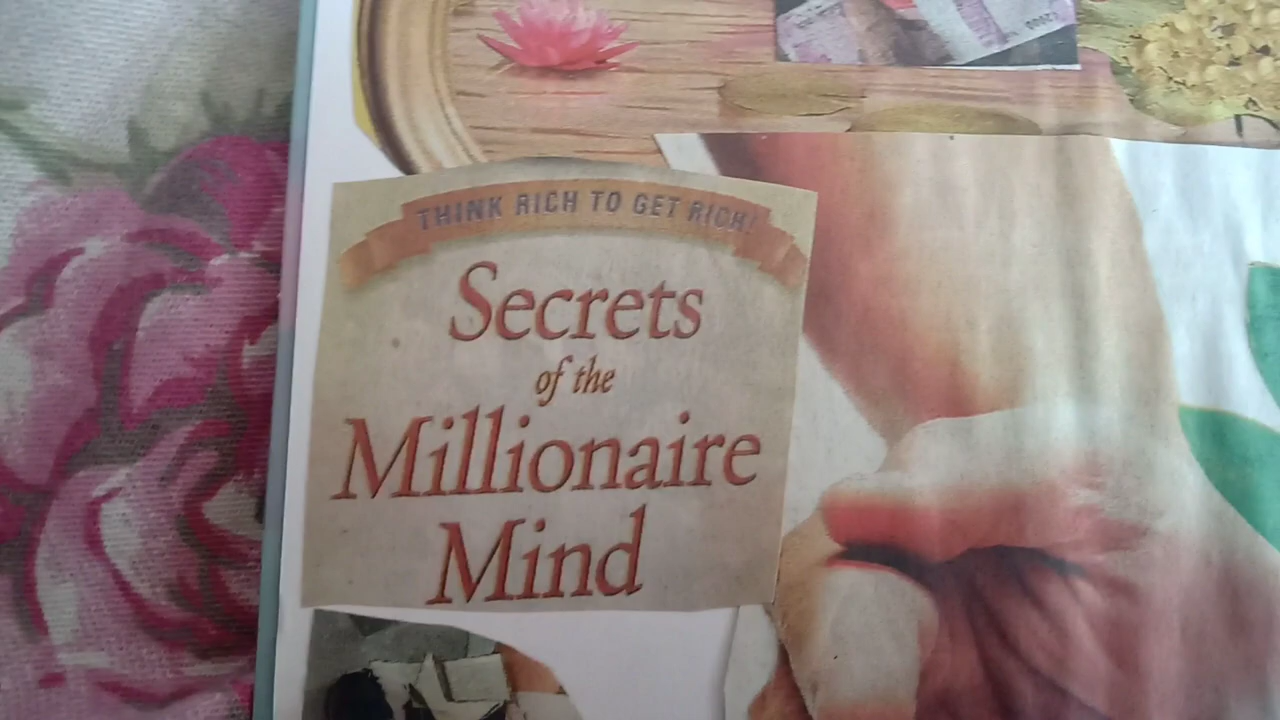 THINK RICH TO GET RICH!
Secrets
of the
Millionaire
Mind